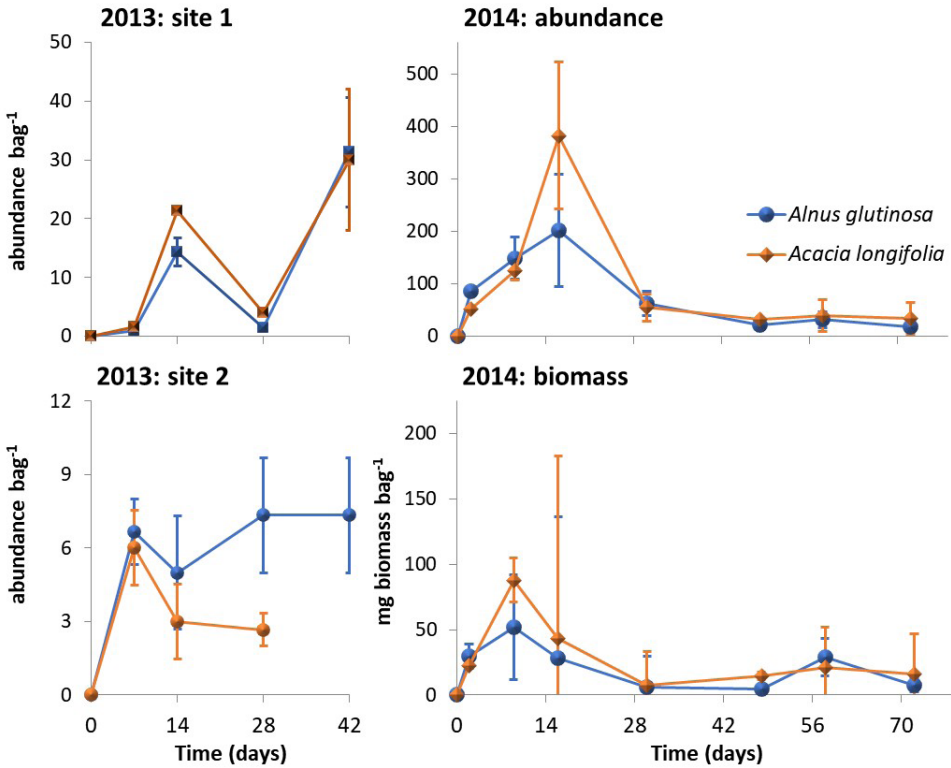 2013: site 1
50
40
30
20
10
0
abundance bag-1
2014: abundance
500
400
300
200
100
0
Alnus glutinosa
Acacia longifolia
2013: site 2
12
9
6
3
0
abundance bag-1
0 14 28 42
Time (days)
2014: biomass
200
150
100
50
0
mg biomass bag-1
0 14 28 42 56 70
Time (days)